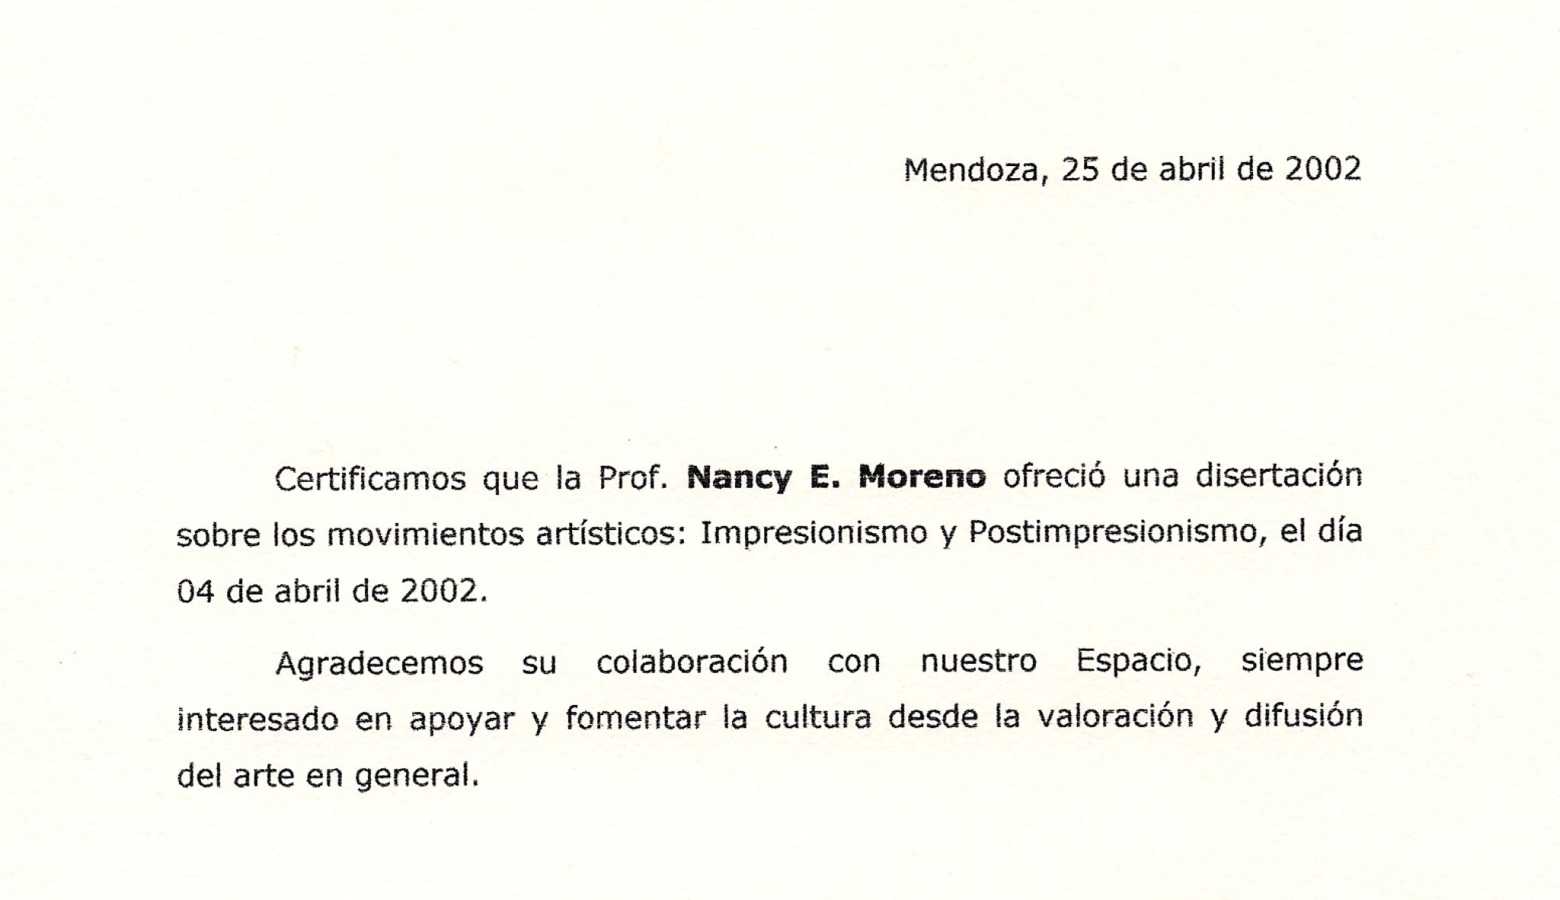 Mendoza, 25 de abril de 2002
Certificamos que la Prof. Nancy E. Moreno ofreció una disertación
sobre los movimientos artísticos: Impresionismo y Postimpresionismo, el día
04 de abril de 2002.
Agradecemos su colaboración con nuestro Espacio, siempre
interesado en apoyar y fomentar la cultura desde la valoración y difusión
del arte en general.